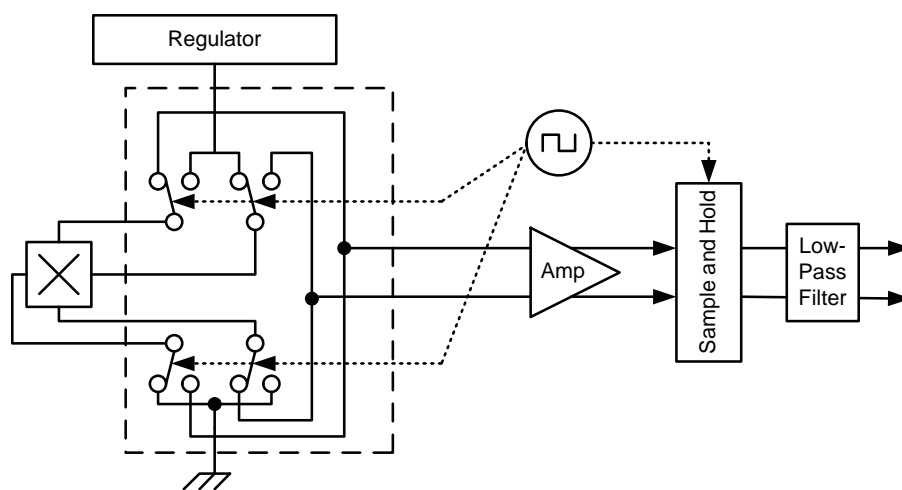 Regulator
Amp
Sample and Hold
Low-
Pass
Filter